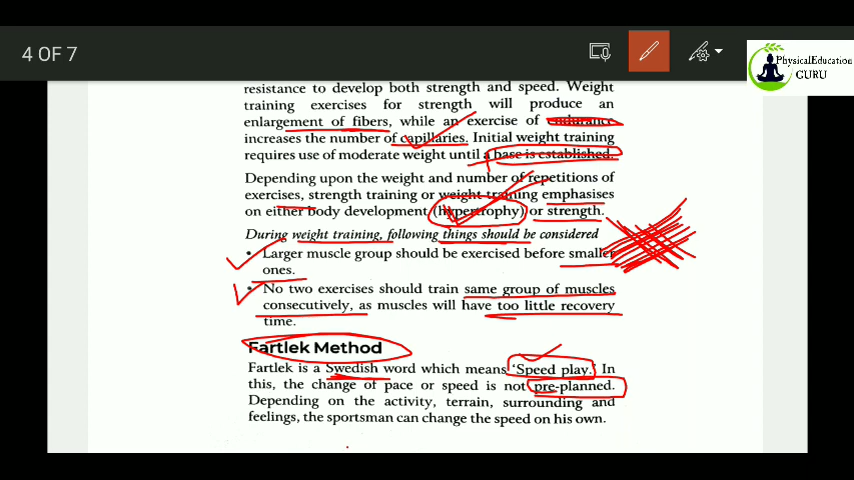 4 OF 7
PhysicalEducation
GURU
resistance to develop both strength and speed. Weight
training exercises for strength will produce an
enlargement of fibers, while an exercise of endurance
increases the number of capillaries. Initial weight training
requires use of moderate weight until a base is established.
Depending upon the weight and number of repetitions of
exercises, strength training or weight training emphasises
on either body development (hypertrophy) or strength.
During weight training, following things should be considered
• Larger muscle group should be exercised before smaller
ones.
• No two exercises should train same group of muscles
consecutively, as muscles will have too little recovery
time.
Fartlek Method
Fartlek is a Swedish word which means 'Speed play.' In
this, the change of pace or speed is not pre-planned.
Depending on the activity, terrain, surrounding and
feelings, the sportsman can change the speed on his own.